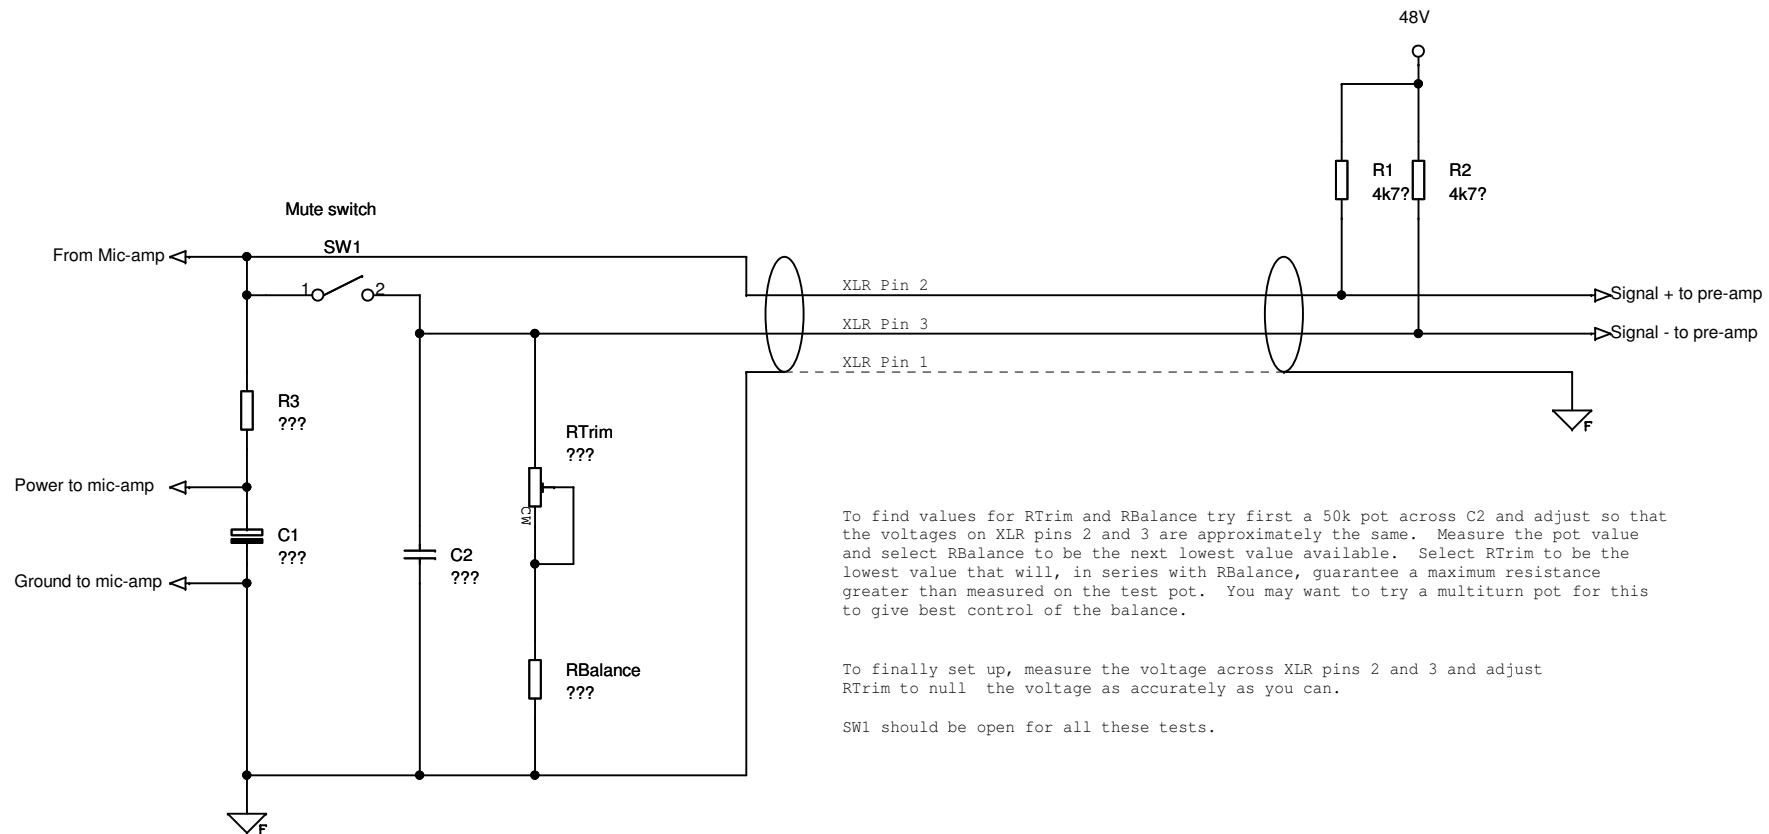 48V
R1
4k7?
R2
4k7?
Mute switch
SW1
From Mic-amp
1
2
XLR Pin 2
Signal + to pre-amp
XLR Pin 3
Signal - to pre-amp
XLR Pin 1
R3
???
F
RTrim
???
Power to mic-amp
CW
C1
???
C2
???
Ground to mic-amp
To find values for RTrim and RBalance try first a 50k pot across C2 and adjust so that
the voltages on XLR pins 2 and 3 are approximately the same.  Measure the pot value
and select RBalance to be the next lowest value available.  Select RTrim to be the
lowest value that will, in series with RBalance, guarantee a maximum resistance
greater than measured on the test pot.  You may want to try a multiturn pot for this
to give best control of the balance.
RBalance
???
To finally set up, measure the voltage across XLR pins 2 and 3 and adjust
RTrim to null  the voltage as accurately as you can.
SW1 should be open for all these tests.
F